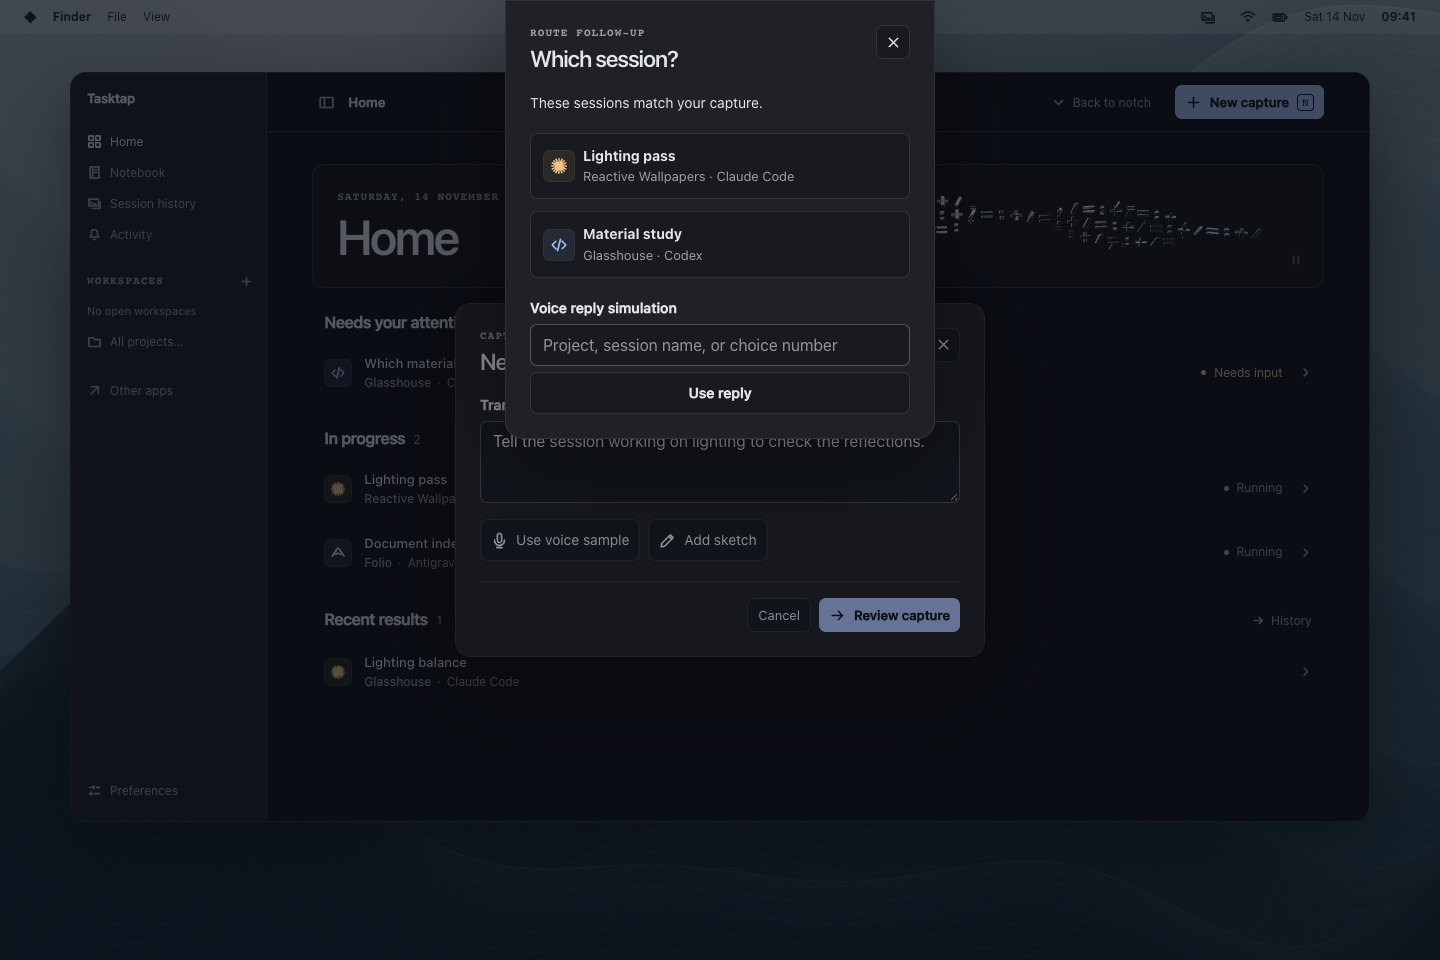 Finder File View
Sat 14 Nov 09:41
Tasktap
Home
Notebook
Session history
Activity
WORKSPACES
No open workspaces
All projects...
Other apps
Preferences
Home
Back to notch
New capture N
SATURDAY, 14 NOVEMBER
Home
Needs your attenti
Which material
Glasshouse · C
Needs input
In progress 2
Lighting pass
Reactive Wallpa
Running
Document inde
Folio · Antigrav
Running
Recent results 1
History
Lighting balance
Glasshouse · Claude Code
ROUTE FOLLOW-UP
Which session?
These sessions match your capture.
Lighting pass
Reactive Wallpapers · Claude Code
Material study
Glasshouse · Codex
Voice reply simulation
Project, session name, or choice number
Use reply
CAP
Ne
Tran
Tell the session working on lighting to check the reflections.
Use voice sample
Add sketch
Cancel
Review capture